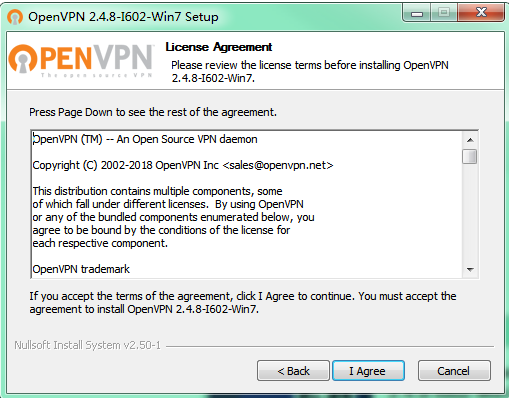 OpenVPN 2.4.8-I602-Win7 Setup
OPENVPN
The open source VPN
License Agreement
Please review the license terms before installing OpenVPN
2.4.8-I602-Win7.
Press Page Down to see the rest of the agreement.
OpenVPN (TM) -- An Open Source VPN daemon
Copyright (C) 2002-2018 OpenVPN Inc <sales@openvpn.net>
This distribution contains multiple components, some
of which fall under different licenses.  By using OpenVPN
or any of the bundled components enumerated below, you
agree to be bound by the conditions of the license for
each respective component.
OpenVPN trademark
If you accept the terms of the agreement, click I Agree to continue. You must accept the
agreement to install OpenVPN 2.4.8-I602-Win7.
Nullsoft Install System v2.50-1
< Back
I Agree
Cancel